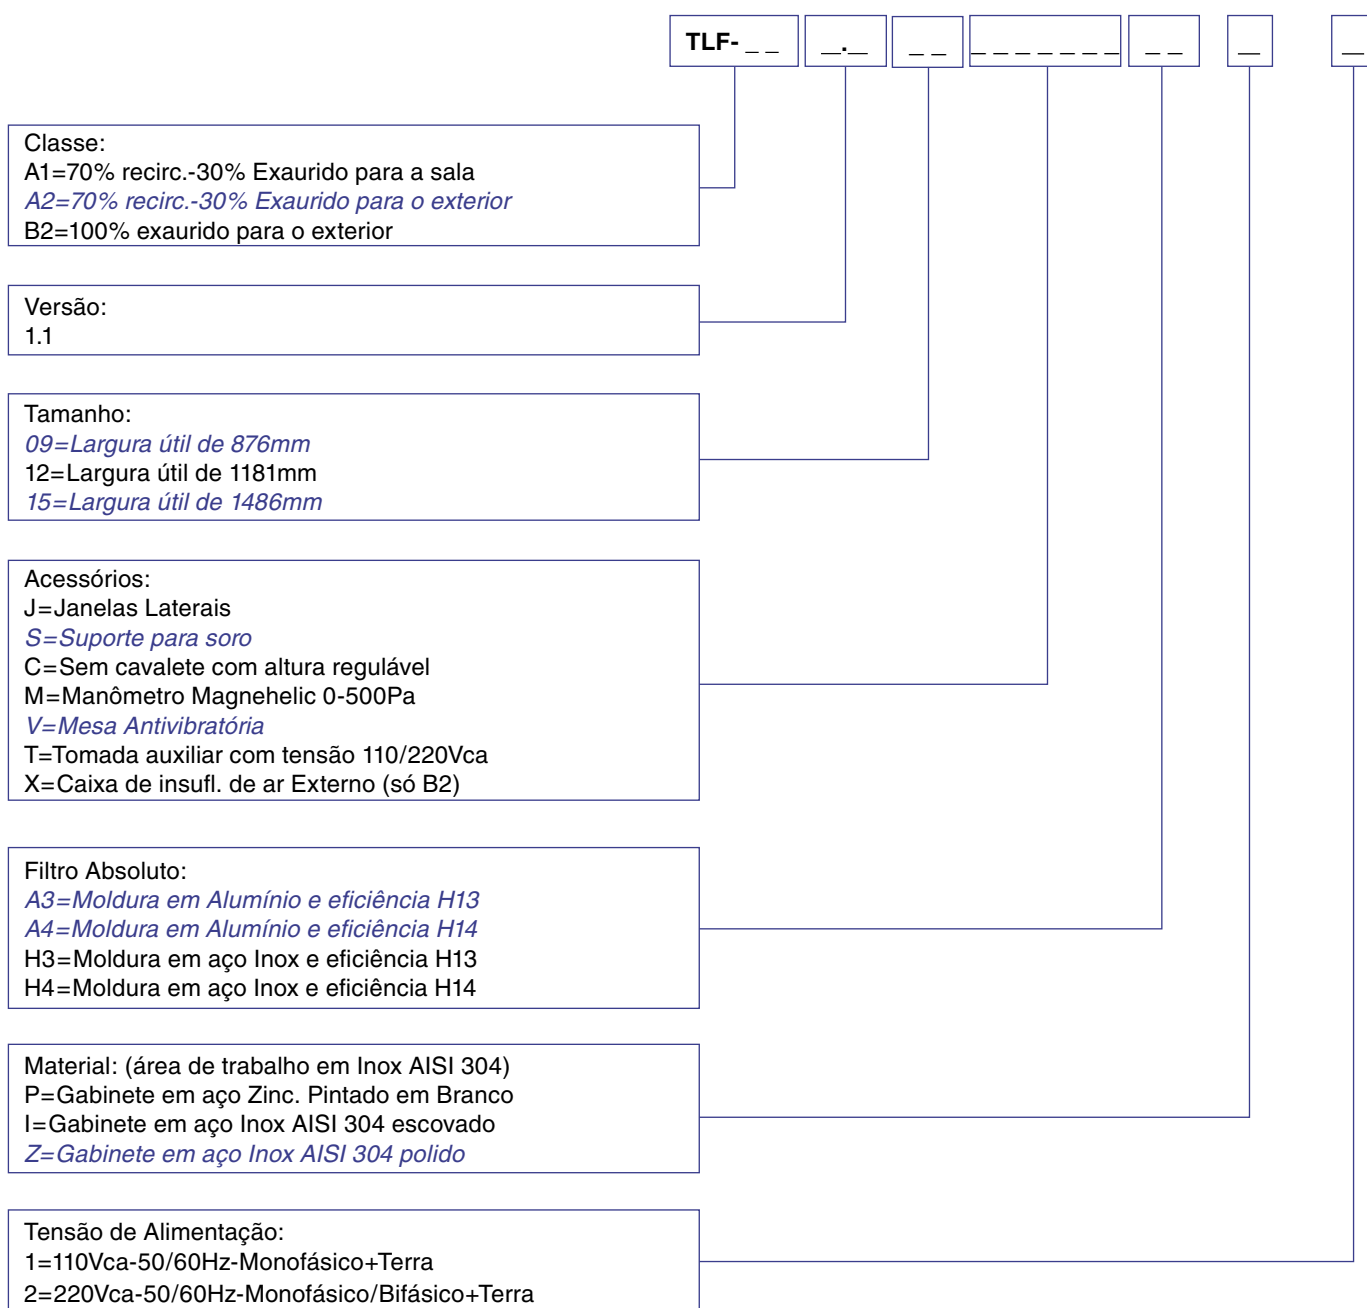 TLF- _ _ _._ _ _ _ _ _ _ _ _ _ _ _ _ _
Classe:
A1=70% recirc.-30% Exaurido para a sala
A2=70% recirc.-30% Exaurido para o exterior
B2=100% exaurido para o exterior
Versão:
1.1
Tamanho:
09=Largura útil de 876mm
12=Largura útil de 1181mm
15=Largura útil de 1486mm
Acessórios:
J=Janelas Laterais
S=Suporte para soro
C=Sem cavalete com altura regulável
M=Manômetro Magnehelic 0-500Pa
V=Mesa Antivibratória
T=Tomada auxiliar com tensão 110/220Vca
X=Caixa de insufl. de ar Externo (só B2)
Filtro Absoluto:
A3=Moldura em Alumínio e eficiência H13
A4=Moldura em Alumínio e eficiência H14
H3=Moldura em aço Inox e eficiência H13
H4=Moldura em aço Inox e eficiência H14
Material: (área de trabalho em Inox AISI 304)
P=Gabinete em aço Zinc. Pintado em Branco
I=Gabinete em aço Inox AISI 304 escovado
Z=Gabinete em aço Inox AISI 304 polido
Tensão de Alimentação:
1=110Vca-50/60Hz-Monofásico+Terra
2=220Vca-50/60Hz-Monofásico/Bifásico+Terra